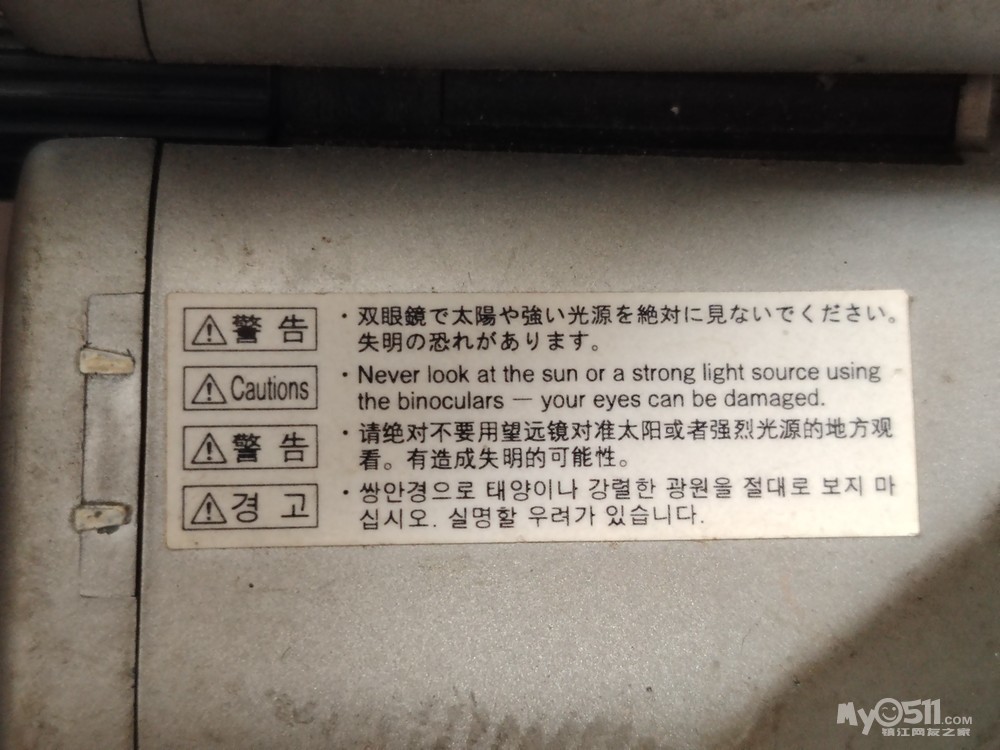 ⚠警告 ・双眼鏡で太陽や強い光源を絶対に見ないでください。
失明の恐れがあります。
⚠Cautions ・Never look at the sun or a strong light source using
the binoculars — your eyes can be damaged.
⚠警告 ・请绝对不要用望远镜对准太阳或者强烈光源的地方观
看。有造成失明的可能性。
⚠경고 ・쌍안경으로 태양이나 강렬한 광원을 절대로 보지 마
십시오. 실명할 우려가 있습니다.
My0511.COM
镇江网友之家